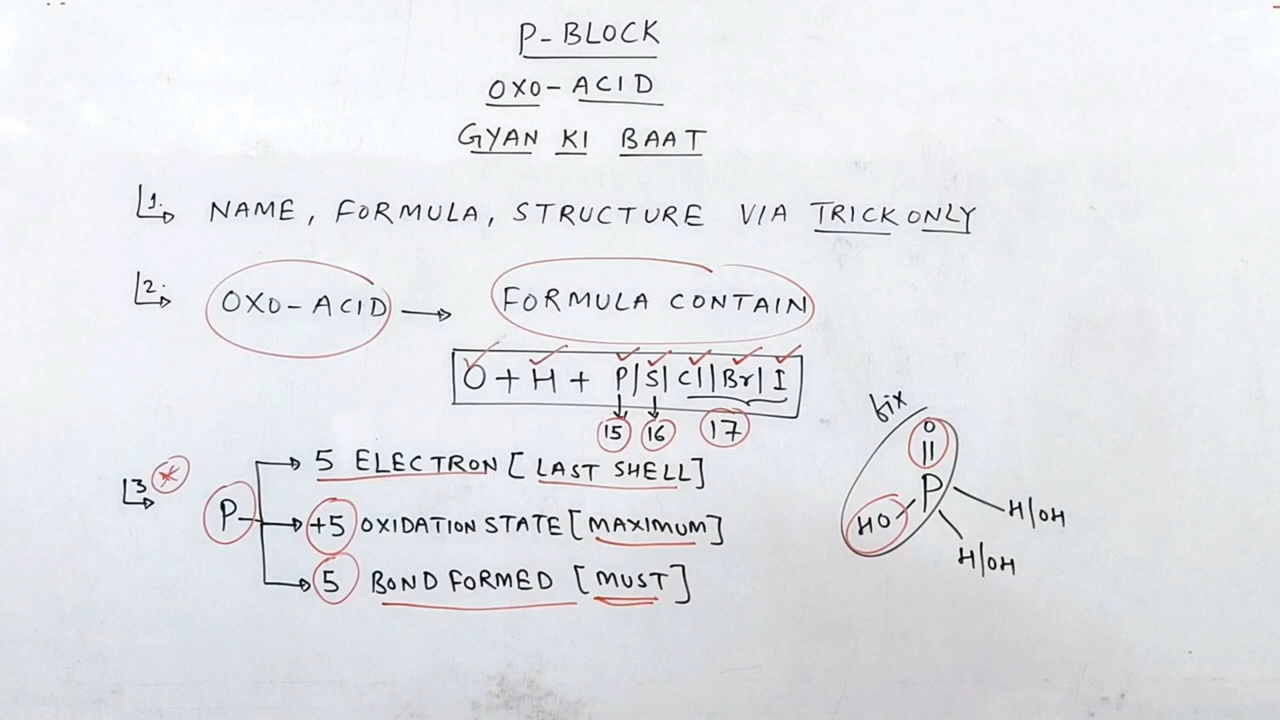 P-BLOCK
OXO-ACID
GYAN KI BAAT
1. NAME, FORMULA, STRUCTURE VIA TRICK ONLY
2. OXO-ACID → FORMULA CONTAIN
O + H + P|S|Cl|Br|I
15 16 17
fix
3 * P → 5 ELECTRON [LAST SHELL]
→ +5 OXIDATION STATE [MAXIMUM]
→ 5 BOND FORMED [MUST]
O
||
P
HO
H/OH
H/OH